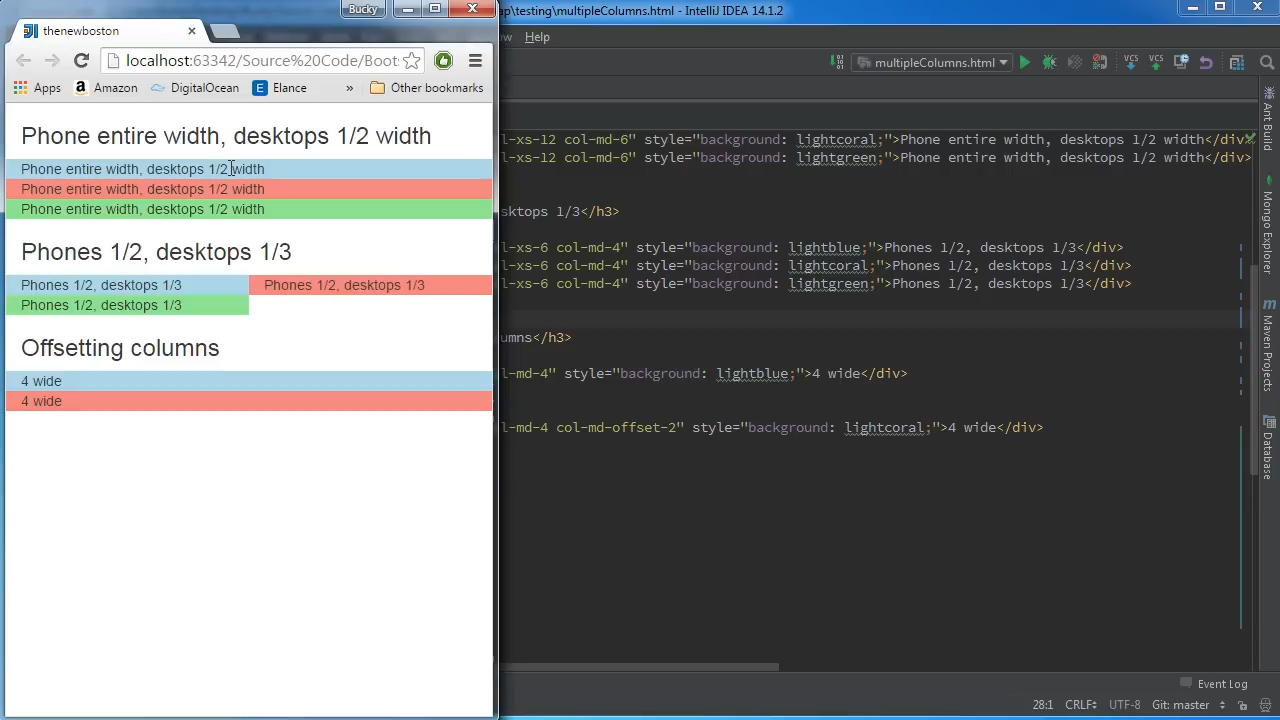 Bucky
ap\testing\multipleColumns.html - IntelliJ IDEA 14.1.2
thenewboston
w Help
localhost:63342/Source%20Code/Boots
multipleColumns.html
VCS VCS
Apps Amazon DigitalOcean E Elance » Other bookmarks
Phone entire width, desktops 1/2 width
Phone entire width, desktops 1/2 width
Phone entire width, desktops 1/2 width
Phone entire width, desktops 1/2 width
Phones 1/2, desktops 1/3
Phones 1/2, desktops 1/3 Phones 1/2, desktops 1/3
Phones 1/2, desktops 1/3
Offsetting columns
4 wide
4 wide
l-xs-12 col-md-6" style="background: lightcoral;">Phone entire width, desktops 1/2 width</div>
l-xs-12 col-md-6" style="background: lightgreen;">Phone entire width, desktops 1/2 width</div>
sktops 1/3</h3>
l-xs-6 col-md-4" style="background: lightblue;">Phones 1/2, desktops 1/3</div>
l-xs-6 col-md-4" style="background: lightcoral;">Phones 1/2, desktops 1/3</div>
l-xs-6 col-md-4" style="background: lightgreen;">Phones 1/2, desktops 1/3</div>
umns</h3>
l-md-4" style="background: lightblue;">4 wide</div>
l-md-4 col-md-offset-2" style="background: lightcoral;">4 wide</div>
Ant Build
Mongo Explorer
m Maven Projects
Database
Event Log
28:1 CRLF UTF-8 Git: master